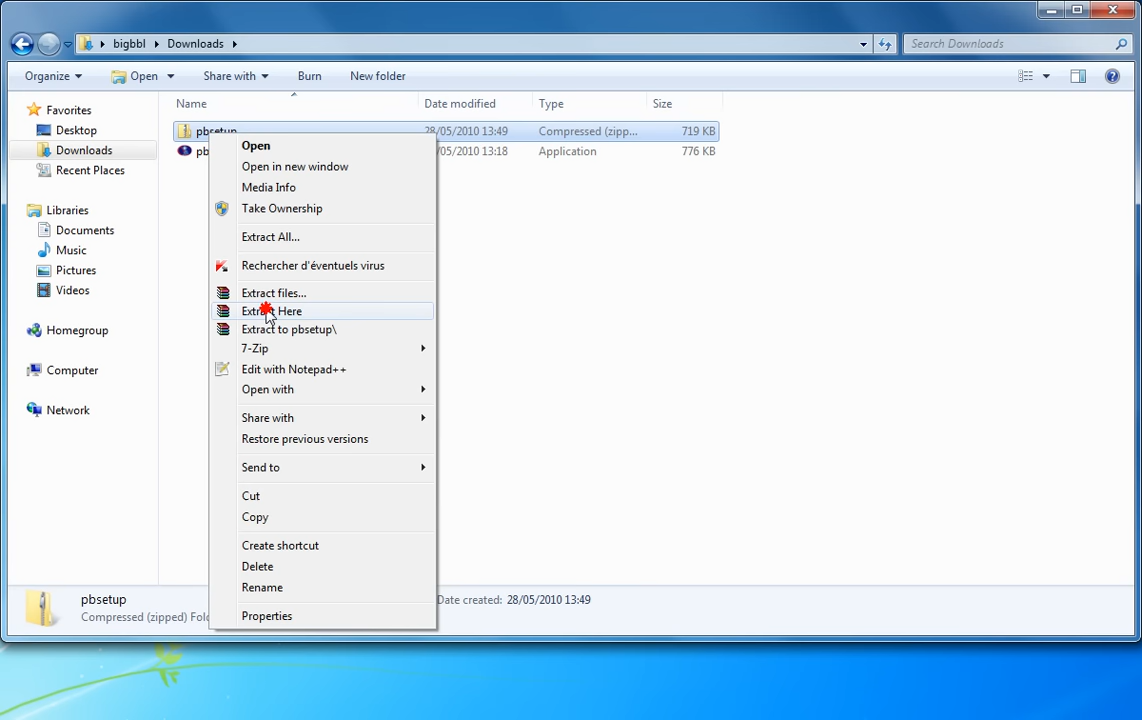 bigbbl Downloads
Search Downloads
Organize Open Share with Burn New folder
Favorites
Desktop
Downloads
Recent Places
Libraries
Documents
Music
Pictures
Videos
Homegroup
Computer
Network
Name Date modified Type Size
pbsetup 28/05/2010 13:49 Compressed (zipp... 719 KB
pb /05/2010 13:18 Application 776 KB
Open
Open in new window
Media Info
Take Ownership
Extract All...
Rechercher d'éventuels virus
Extract files...
Extract Here
Extract to pbsetup\
7-Zip
Edit with Notepad++
Open with
Share with
Restore previous versions
Send to
Cut
Copy
Create shortcut
Delete
Rename
Properties
pbsetup Date created: 28/05/2010 13:49
Compressed (zipped) Fol